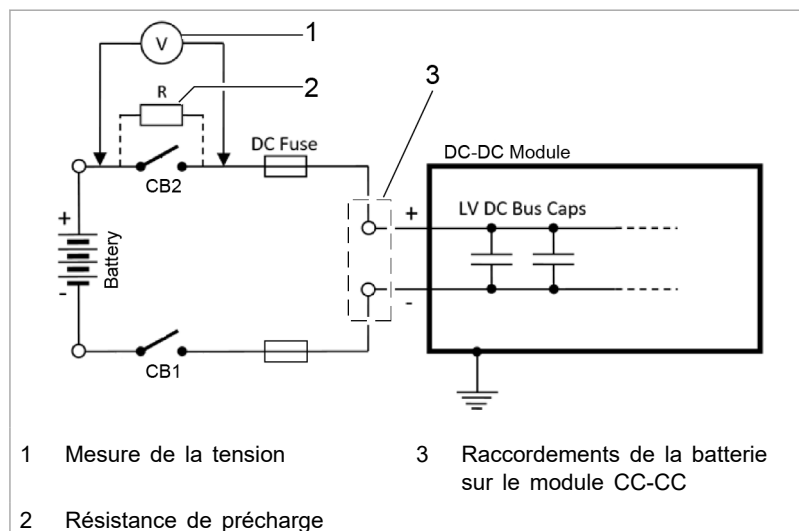 1
V
2
R
3
DC Fuse
DC-DC Module
CB2
+
LV DC Bus Caps
+
Battery
-
-
CB1
1 Mesure de la tension
3 Raccordements de la batterie
sur le module CC-CC
2 Résistance de précharge